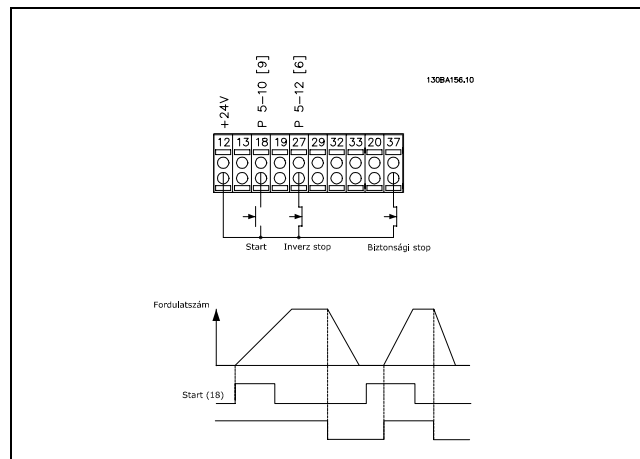 130BA156.10
+24V
P 5-10 [9]
P 5-12 [6]
12 13 18 19 27 29 32 33 20 37
Start
Inverz stop
Biztonsági stop
Fordulatszám
Start (18)